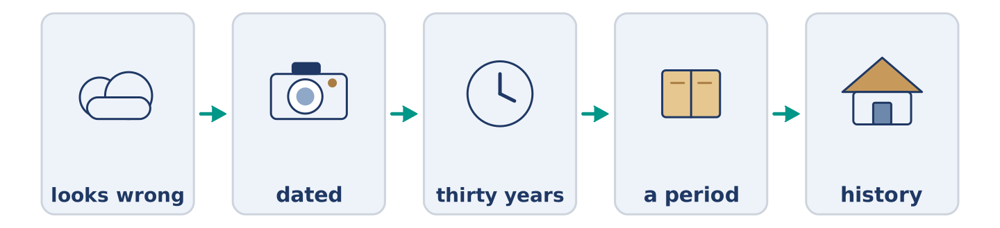 looks wrong
dated
thirty years
a period
history